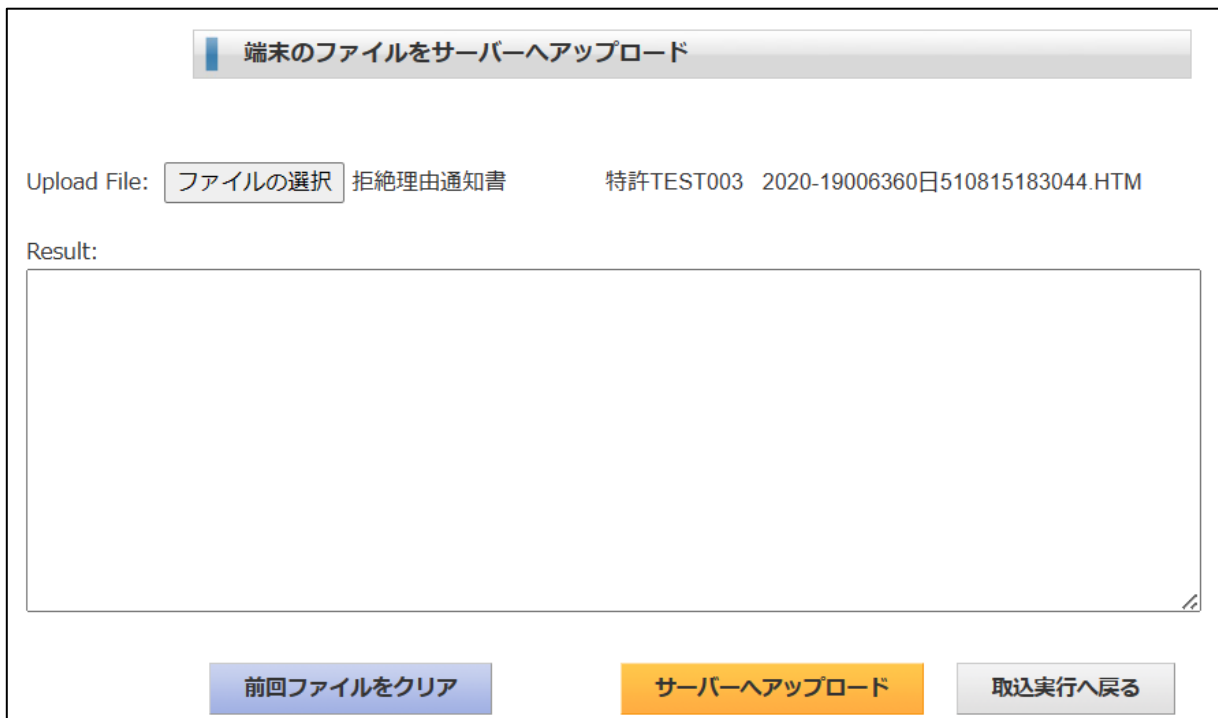 端末のファイルをサーバーへアップロード
Upload File: ファイルの選択 拒絶理由通知書　　　　特許TEST003　2020-19006360日510815183044.HTM
Result:
前回ファイルをクリア サーバーへアップロード 取込実行へ戻る